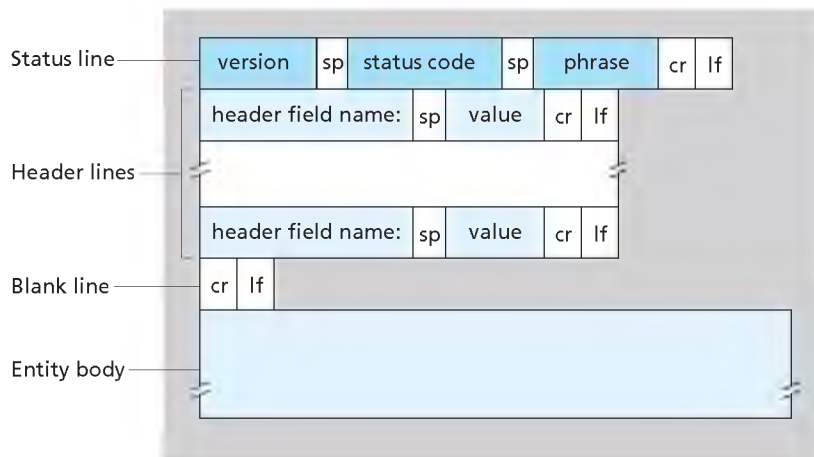 Status line version sp status code sp phrase cr lf
header field name: sp value cr lf
Header lines
header field name: sp value cr lf
Blank line cr lf
Entity body